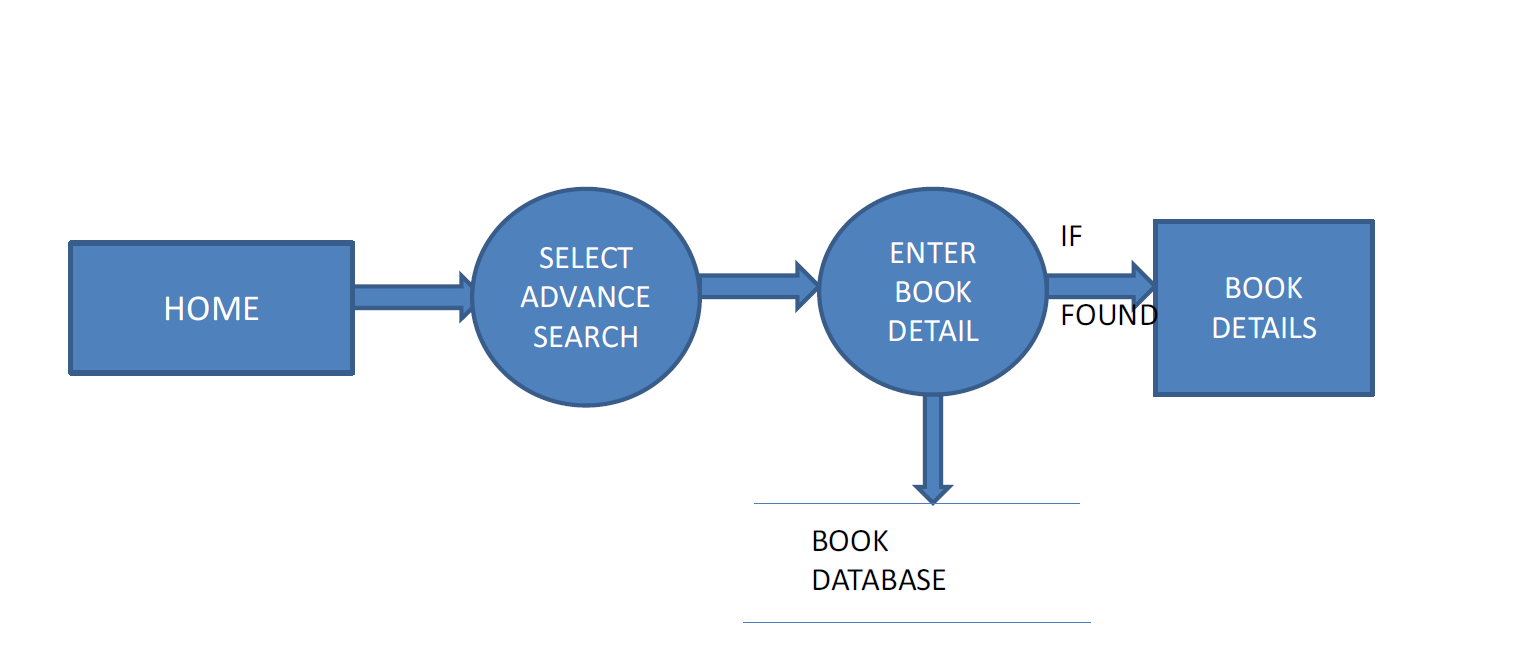 HOME
SELECT
ADVANCE
SEARCH
ENTER
BOOK
DETAIL
IF
FOUND
BOOK
DETAILS
BOOK
DATABASE